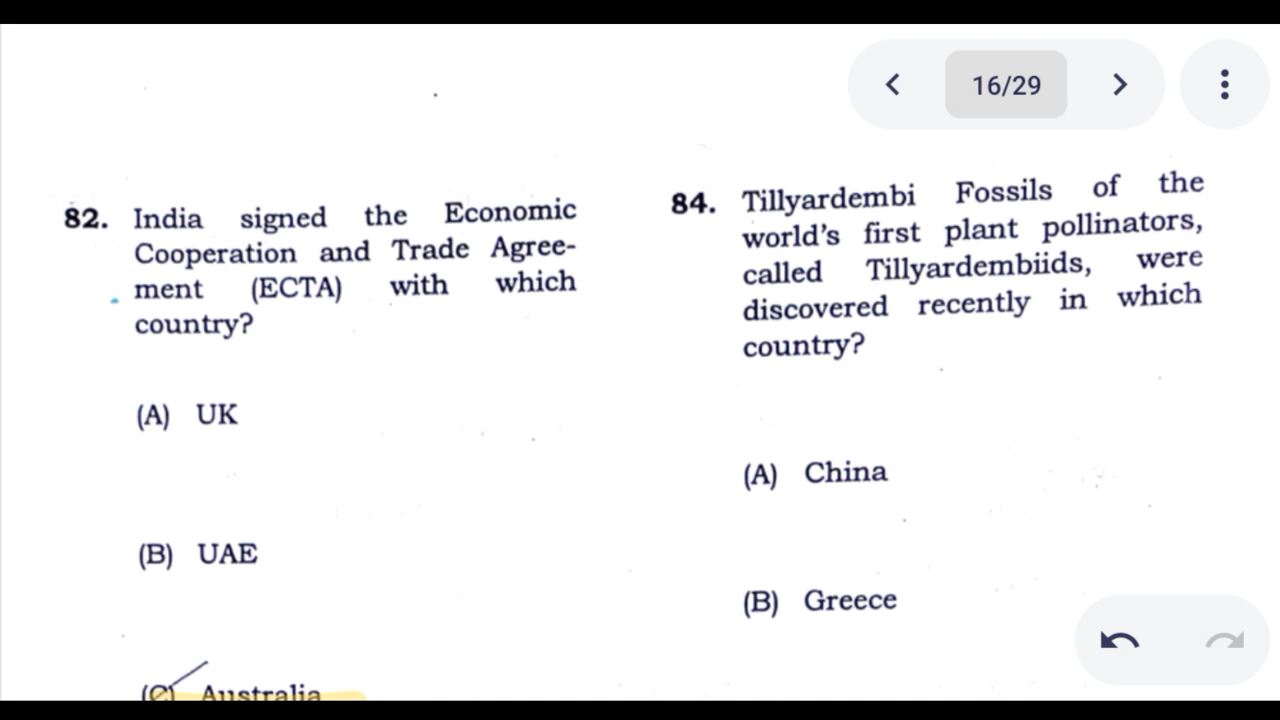 16/29
82. India signed the Economic
Cooperation and Trade Agree-
ment (ECTA) with which
country?
(A) UK
(B) UAE
(C) Australia
84. Tillyardembi Fossils of the
world's first plant pollinators,
called Tillyardembiids, were
discovered recently in which
country?
(A) China
(B) Greece